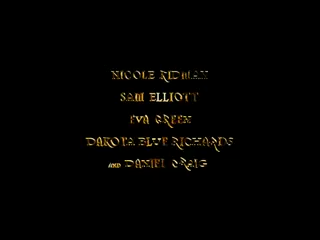 NICOLE KIDMAN
SAM ELLIOTT
EVA GREEN
DAKOTA BLUE RICHARDS
AND DANIEL CRAIG